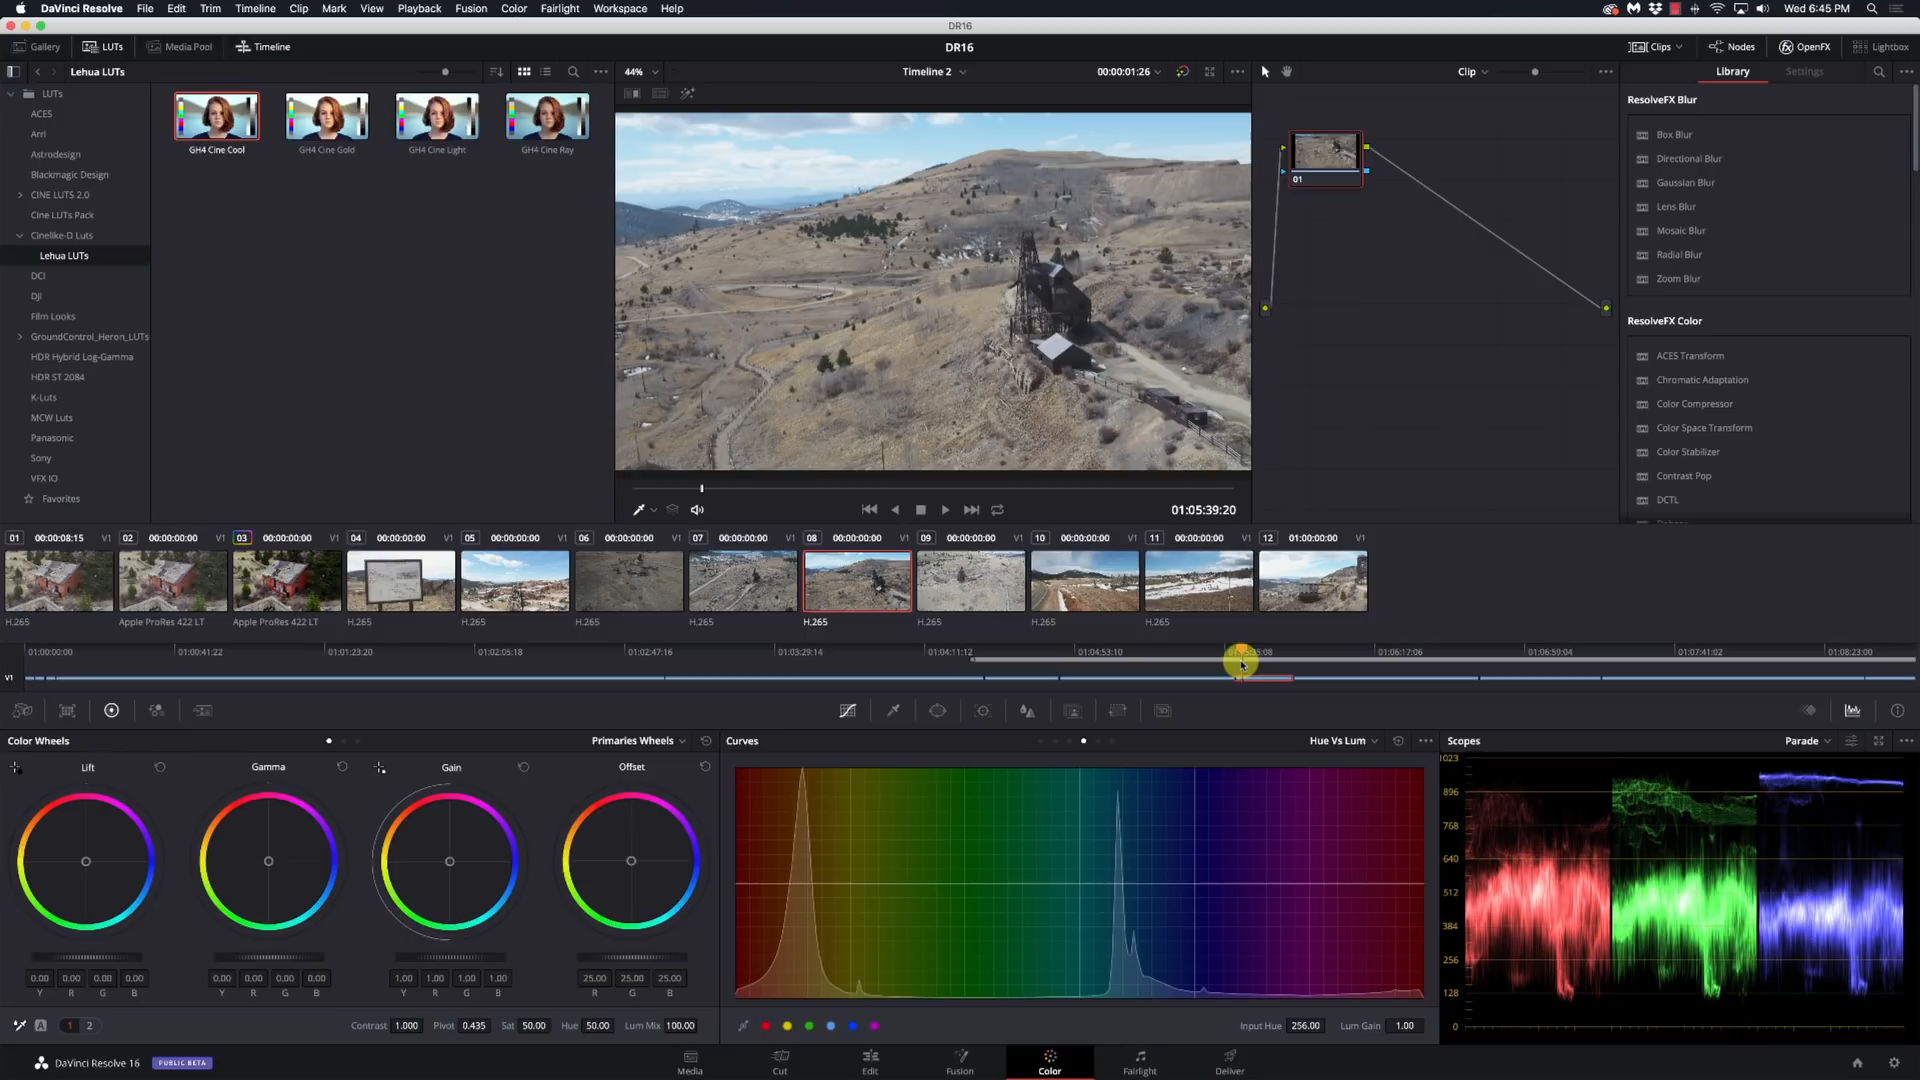 DaVinci Resolve File Edit Trim Timeline Clip Mark View Playback Fusion Color Fairlight Workspace Help Wed 6:45 PM
DR16
Gallery LUTs Media Pool Timeline DR16 Clips Nodes OpenFX Lightbox
Lehua LUTs 44% Timeline 2 00:00:01:26 Clip Library Settings
LUTs
ACES
Arri
Astrodesign
Blackmagic Design
CINE LUTS 2.0
Cine LUTs Pack
Cinelike-D Luts
Lehua LUTs
DCI
DJI
Film Looks
GroundControl_Heron_LUTs
HDR Hybrid Log-Gamma
HDR ST 2084
K-Luts
MCW Luts
Panasonic
Sony
VFX IO
Favorites
GH4 Cine Cool GH4 Cine Gold GH4 Cine Light GH4 Cine Ray
01
01:05:39:20
ResolveFX Blur
Box Blur
Directional Blur
Gaussian Blur
Lens Blur
Mosaic Blur
Radial Blur
Zoom Blur
ResolveFX Color
ACES Transform
Chromatic Adaptation
Color Compressor
Color Space Transform
Color Stabilizer
Contrast Pop
DCTL
01 00:00:08:15 V1 02 00:00:00:00 V1 03 00:00:00:00 V1 04 00:00:00:00 V1 05 00:00:00:00 V1 06 00:00:00:00 V1 07 00:00:00:00 V1 08 00:00:00:00 V1 09 00:00:00:00 V1 10 00:00:00:00 V1 11 00:00:00:00 V1 12 01:00:00:00 V1
H.265 Apple ProRes 422 LT Apple ProRes 422 LT H.265 H.265 H.265 H.265 H.265 H.265 H.265 H.265
01:00:00:00 01:00:41:22 01:01:23:20 01:02:05:18 01:02:47:16 01:03:29:14 01:04:11:12 01:04:53:10 01:06:17:06 01:06:59:04 01:07:41:02 01:08:23:00
V1
Color Wheels Primaries Wheels Curves Hue Vs Lum Scopes Parade
Lift Gamma Gain Offset
1023
896
768
640
512
384
256
128
0
0.00 0.00 0.00 0.00 0.00 0.00 0.00 0.00 1.00 1.00 1.00 1.00 25.00 25.00 25.00
Y R G B Y R G B Y R G B R G B
A 1 2 Contrast 1.000 Pivot 0.435 Sat 50.00 Hue 50.00 Lum Mix 100.00 Input Hue 256.00 Lum Gain 1.00
DaVinci Resolve 16 PUBLIC BETA Media Cut Edit Fusion Color Fairlight Deliver